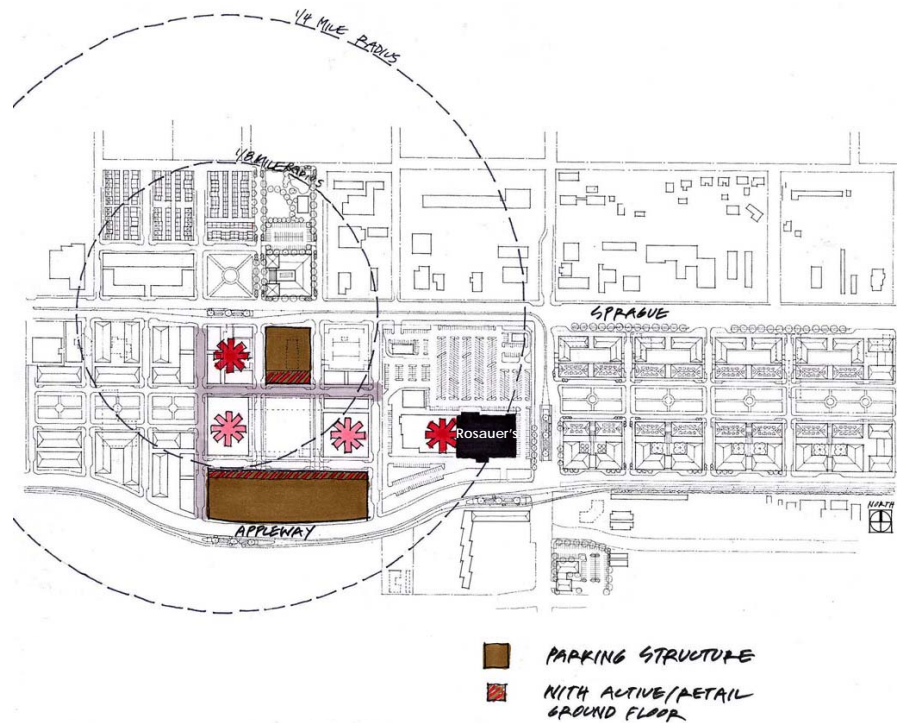 1/4 MILE RADIUS
1/8 MILE RADIUS
SPRAGUE
Rosauer's
APPLEWAY
NORTH
PARKING STRUCTURE
WITH ACTIVE/RETAIL
GROUND FLOOR